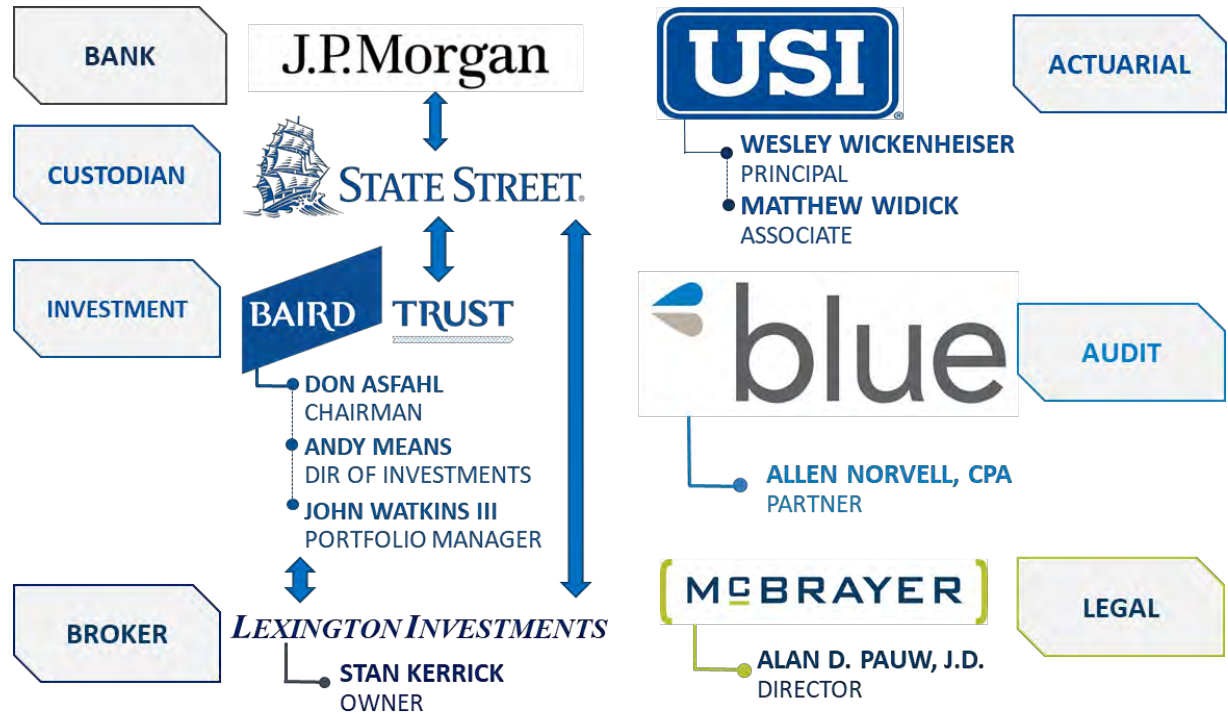 BANK
J.P.Morgan
CUSTODIAN
STATE STREET.
INVESTMENT
BAIRD TRUST
DON ASFAHL
CHAIRMAN
ANDY MEANS
DIR OF INVESTMENTS
JOHN WATKINS III
PORTFOLIO MANAGER
BROKER
LEXINGTON INVESTMENTS
STAN KERRICK
OWNER
USI®
ACTUARIAL
WESLEY WICKENHEISER
PRINCIPAL
MATTHEW WIDICK
ASSOCIATE
blue
AUDIT
ALLEN NORVELL, CPA
PARTNER
MCBRAYER
LEGAL
ALAN D. PAUW, J.D.
DIRECTOR